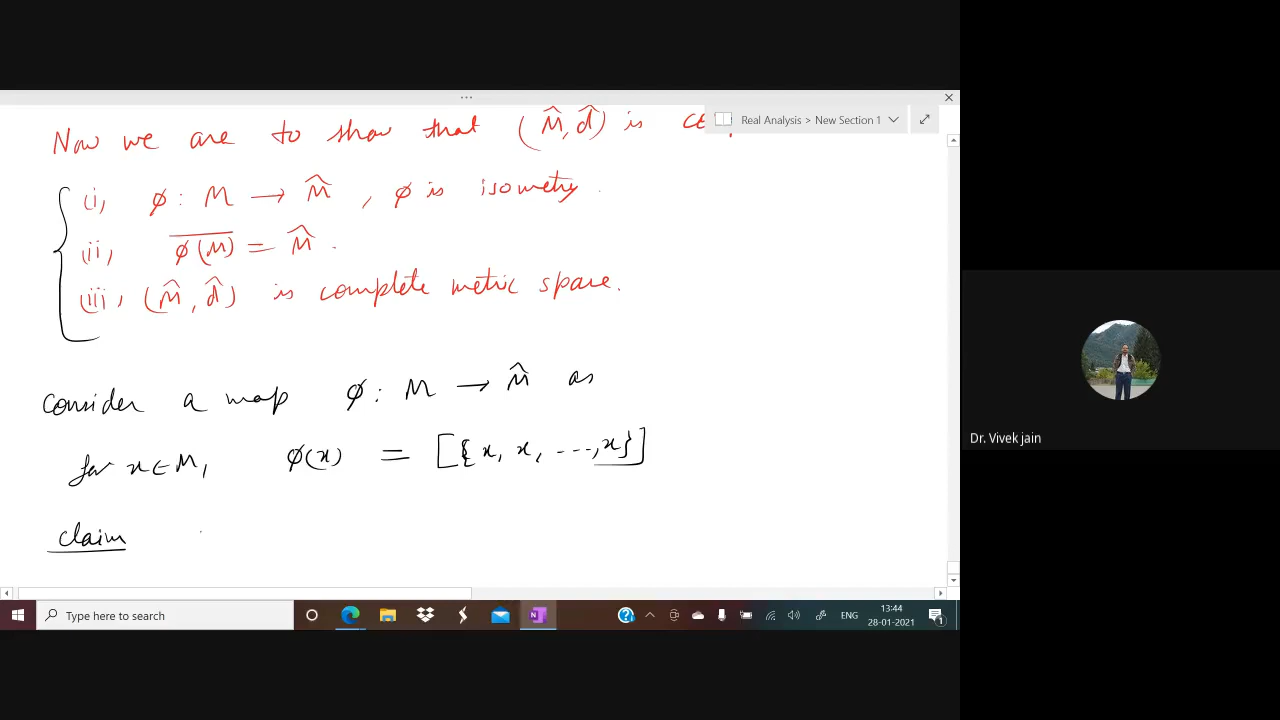 Real Analysis > New Section 1
Now we are to show that (M̂, d̂) is
(i), φ : M → M̂ , φ is isometry .
(ii), \overline{φ(M)} = M̂ .
(iii), (M̂, d̂) is complete metric space.
Consider a map φ : M → M̂ as
for x ∈ M, φ(x) = [{x, x, ---, x}]
claim
Dr. Vivek jain
Type here to search
ENG
13:44
28-01-2021
1